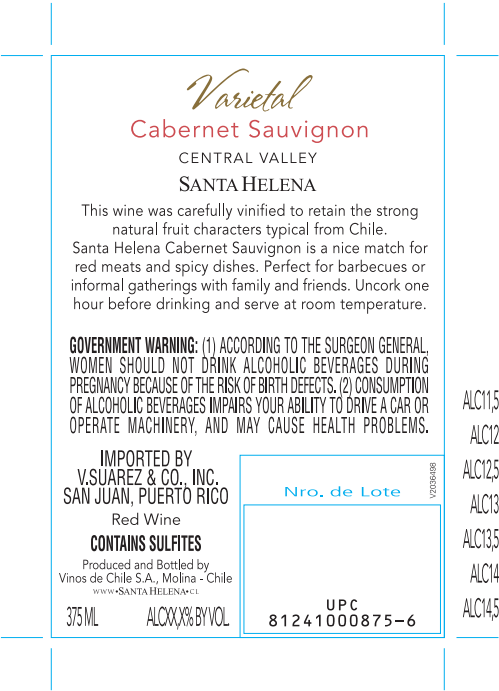 Varietal
Cabernet Sauvignon
CENTRAL VALLEY
SANTA HELENA
This wine was carefully vinified to retain the strong
natural fruit characters typical from Chile.
Santa Helena Cabernet Sauvignon is a nice match for
red meats and spicy dishes. Perfect for barbecues or
informal gatherings with family and friends. Uncork one
hour before drinking and serve at room temperature.
GOVERNMENT WARNING: (1) ACCORDING TO THE SURGEON GENERAL,
WOMEN SHOULD NOT DRINK ALCOHOLIC BEVERAGES DURING
PREGNANCY BECAUSE OF THE RISK OF BIRTH DEFECTS. (2) CONSUMPTION
OF ALCOHOLIC BEVERAGES IMPAIRS YOUR ABILITY TO DRIVE A CAR OR
OPERATE MACHINERY, AND MAY CAUSE HEALTH PROBLEMS.
IMPORTED BY
V.SUAREZ & CO., INC.
SAN JUAN, PUERTO RICO
Red Wine
CONTAINS SULFITES
Produced and Bottled by
Vinos de Chile S.A., Molina - Chile
WWW•SANTA HELENA•CL
375 ML ALCXX,X% BY VOL.
Nro. de Lote
V2036498
UPC
81241000875-6
ALC11,5
ALC12
ALC12,5
ALC13
ALC13,5
ALC14
ALC14,5